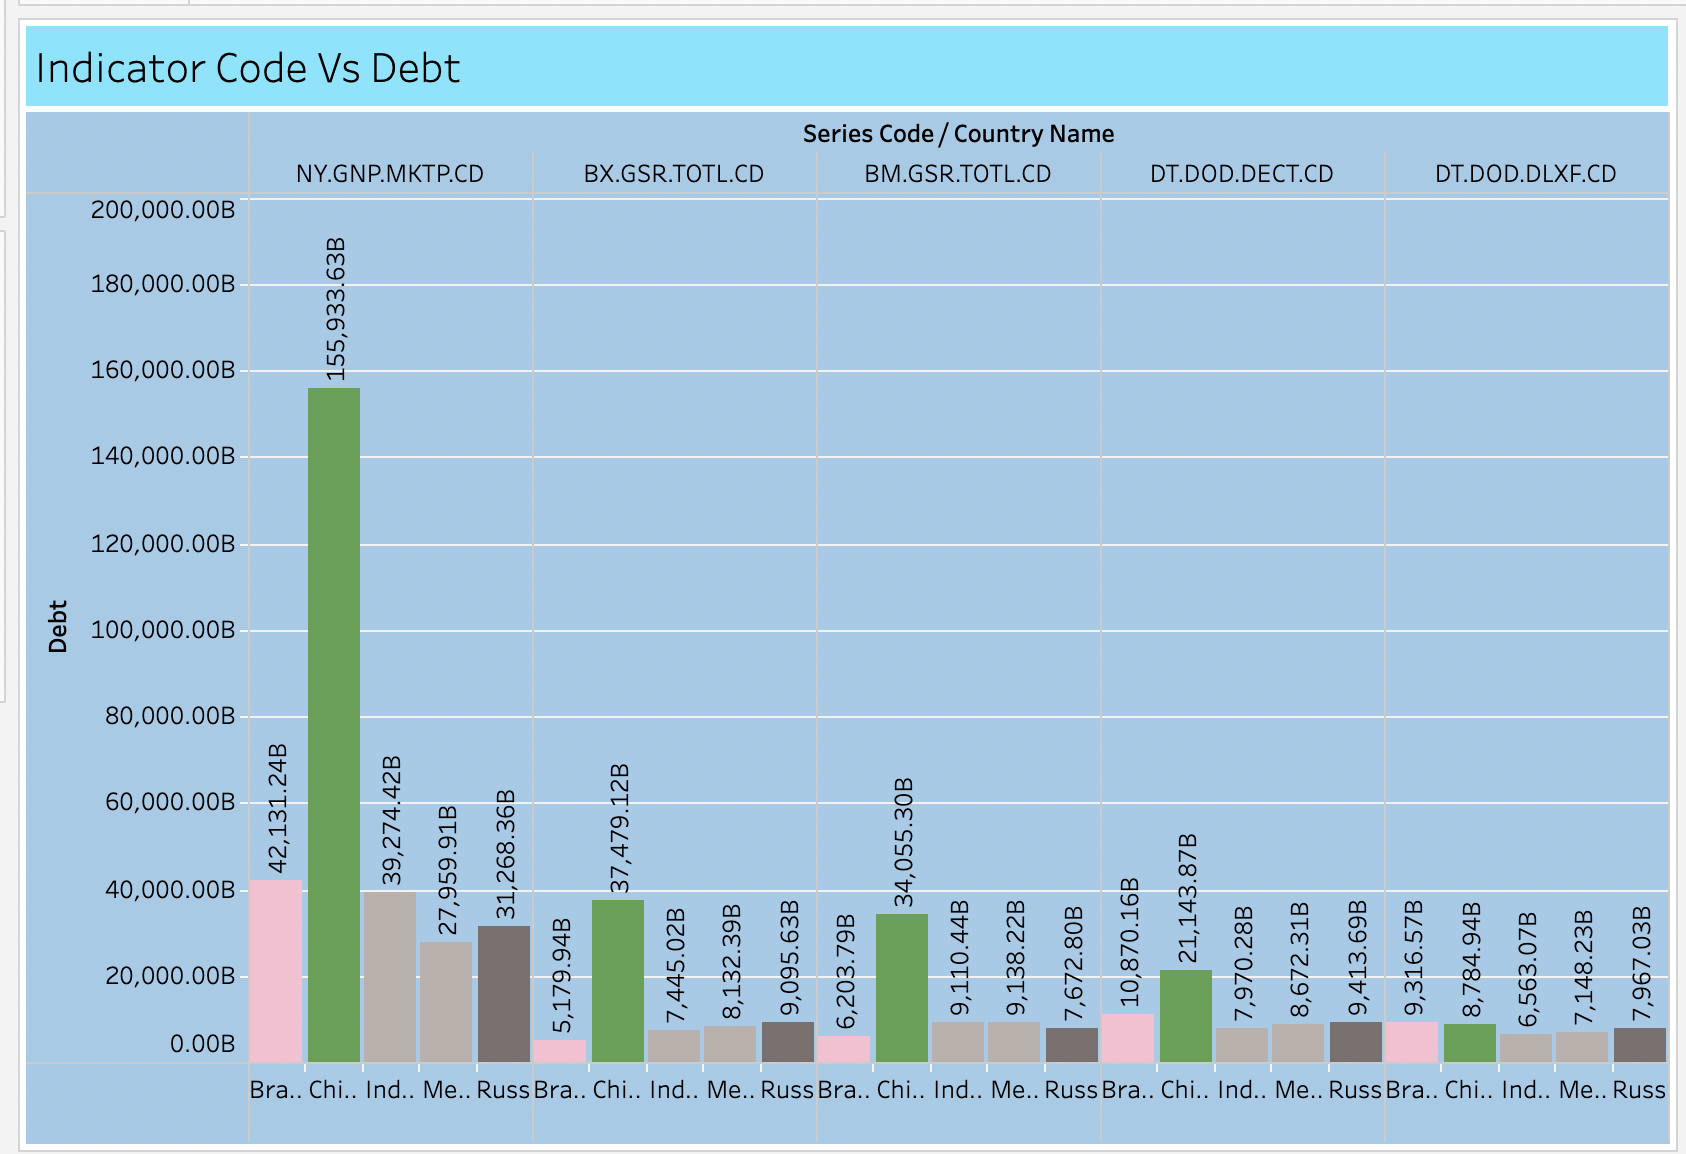 Indicator Code Vs Debt
Series Code / Country Name
NY.GNP.MKTP.CD BX.GSR.TOTL.CD BM.GSR.TOTL.CD DT.DOD.DECT.CD DT.DOD.DLXF.CD
Debt
200,000.00B
180,000.00B
160,000.00B
140,000.00B
120,000.00B
100,000.00B
80,000.00B
60,000.00B
40,000.00B
20,000.00B
0.00B
42,131.24B
155,933.63B
39,274.42B
27,959.91B
31,268.36B
5,179.94B
37,479.12B
7,445.02B
8,132.39B
9,095.63B
6,203.79B
34,055.30B
9,110.44B
9,138.22B
7,672.80B
10,870.16B
21,143.87B
7,970.28B
8,672.31B
9,413.69B
9,316.57B
8,784.94B
6,563.07B
7,148.23B
7,967.03B
Bra.. Chi.. Ind.. Me.. Russ Bra.. Chi.. Ind.. Me.. Russ Bra.. Chi.. Ind.. Me.. Russ Bra.. Chi.. Ind.. Me.. Russ Bra.. Chi.. Ind.. Me.. Russ